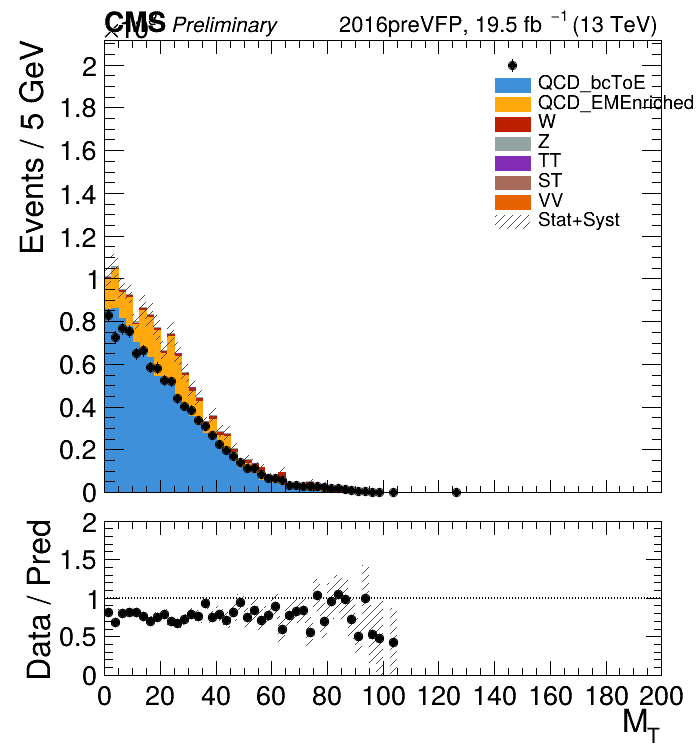 CMS Preliminary 2016preVFP, 19.5 fb⁻¹ (13 TeV)
Events / 5 GeV
2
1.8
1.6
1.4
1.2
1
0.8
0.6
0.4
0.2
0
QCD_bcToE
QCD_EMEnriched
W
Z
TT
ST
VV
Stat+Syst
Data / Pred
2
1.5
1
0.5
0
0 20 40 60 80 100 120 140 160 180 200
M_T